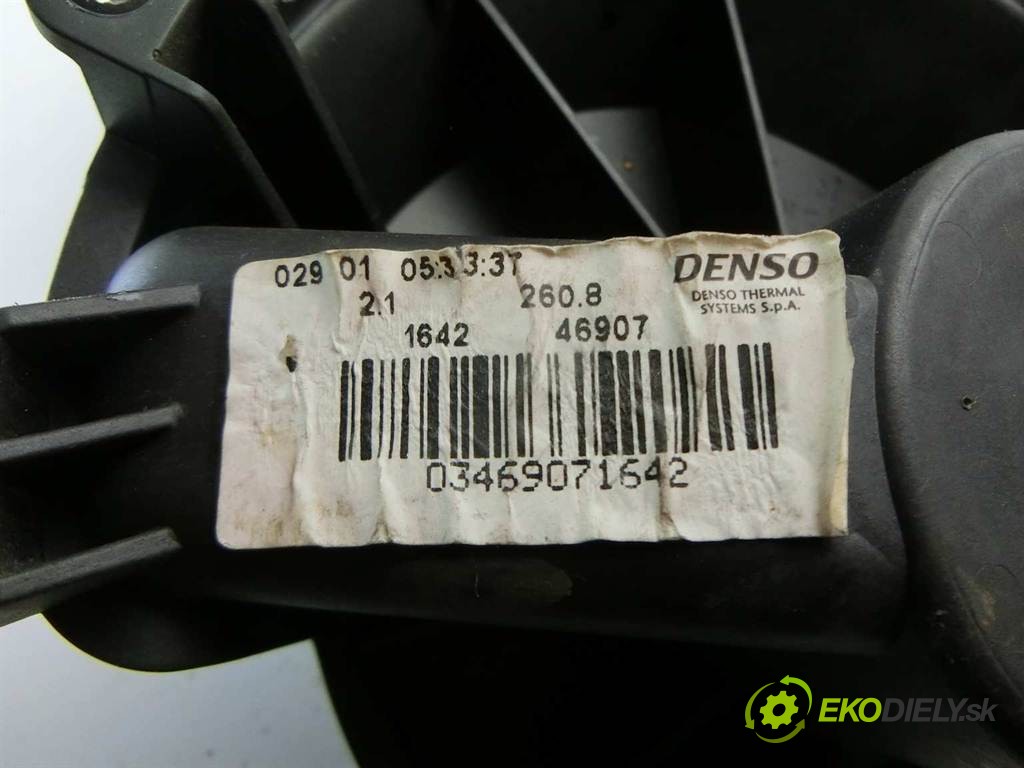 029 01 05:33:37
2.1 260.8
1642 46907
DENSO
DENSO THERMAL
SYSTEMS S.p.A.
03469071642
EKODIELY.sk